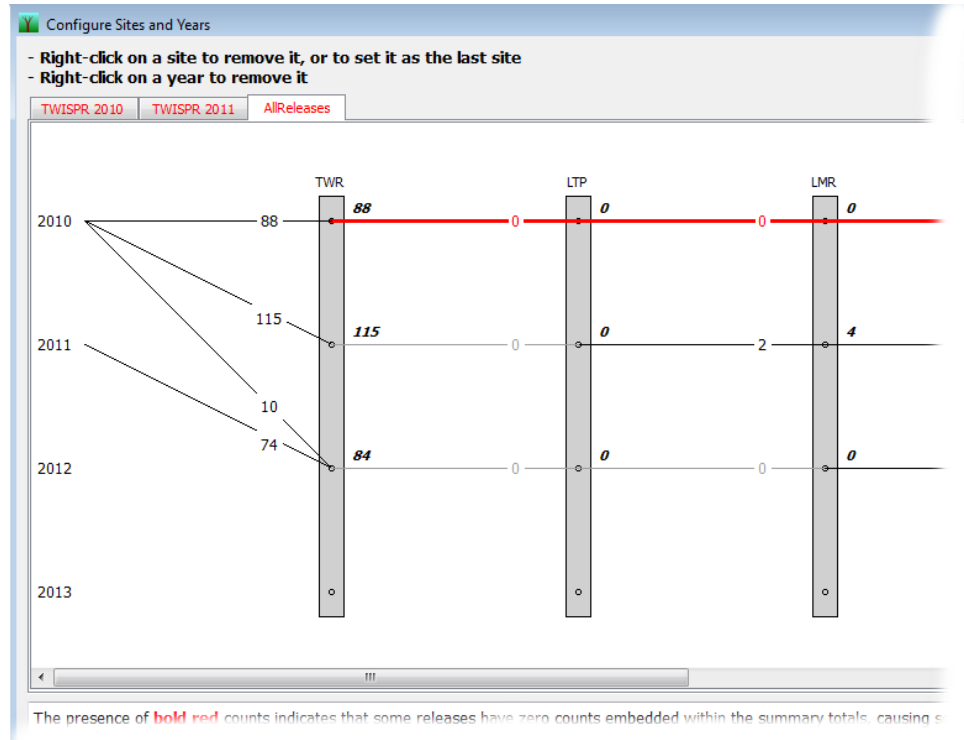 Configure Sites and Years
- Right-click on a site to remove it, or to set it as the last site
- Right-click on a year to remove it
TWISPR 2010 TWISPR 2011 AllReleases
TWR LTP LMR
2010 88 88 0 0 0 0
115
2011 115 0 0 2 4
10
74
2012 84 0 0 0 0
2013
The presence of bold red counts indicates that some releases have zero counts embedded within the summary totals, causing